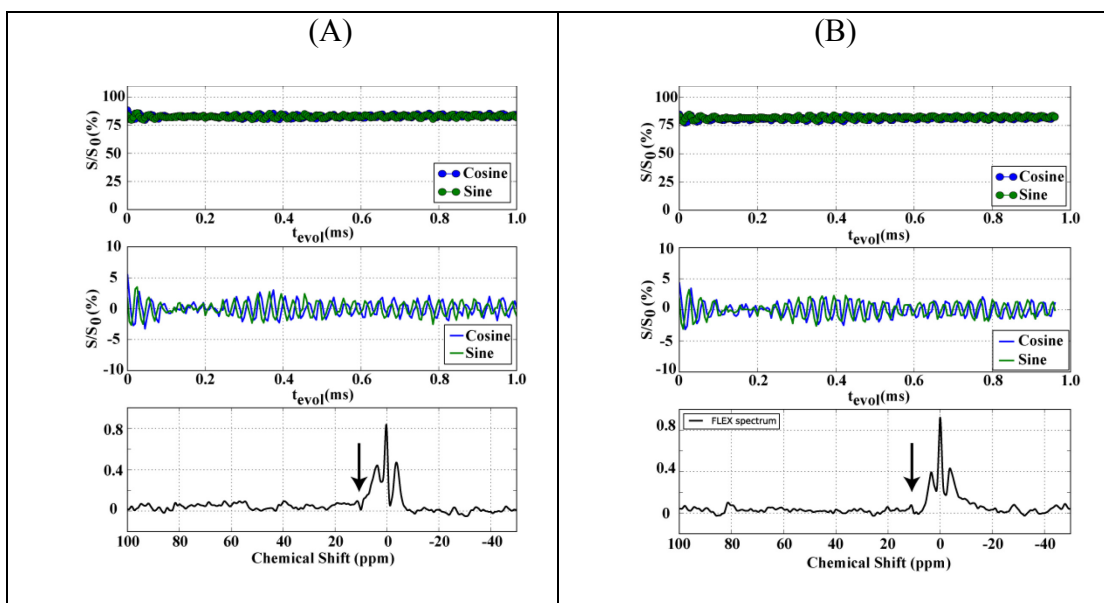 (A)
100
75
50
25
0
S/S0 (%)
Cosine
Sine
0 0.2 0.4 0.6 0.8 1.0
tevol(ms)
10
5
0
-5
-10
S/S0 (%)
Cosine
Sine
0 0.2 0.4 0.6 0.8 1.0
tevol(ms)
0.8
0.4
0
100 80 60 40 20 0 -20 -40
Chemical Shift (ppm)
(B)
100
75
50
25
0
S/S0 (%)
Cosine
Sine
0 0.2 0.4 0.6 0.8 1.0
tevol(ms)
10
5
0
-5
-10
S/S0 (%)
Cosine
Sine
0 0.2 0.4 0.6 0.8 1.0
tevol(ms)
FLEX spectrum
0.8
0.4
0
100 80 60 40 20 0 -20 -40
Chemical Shift (ppm)